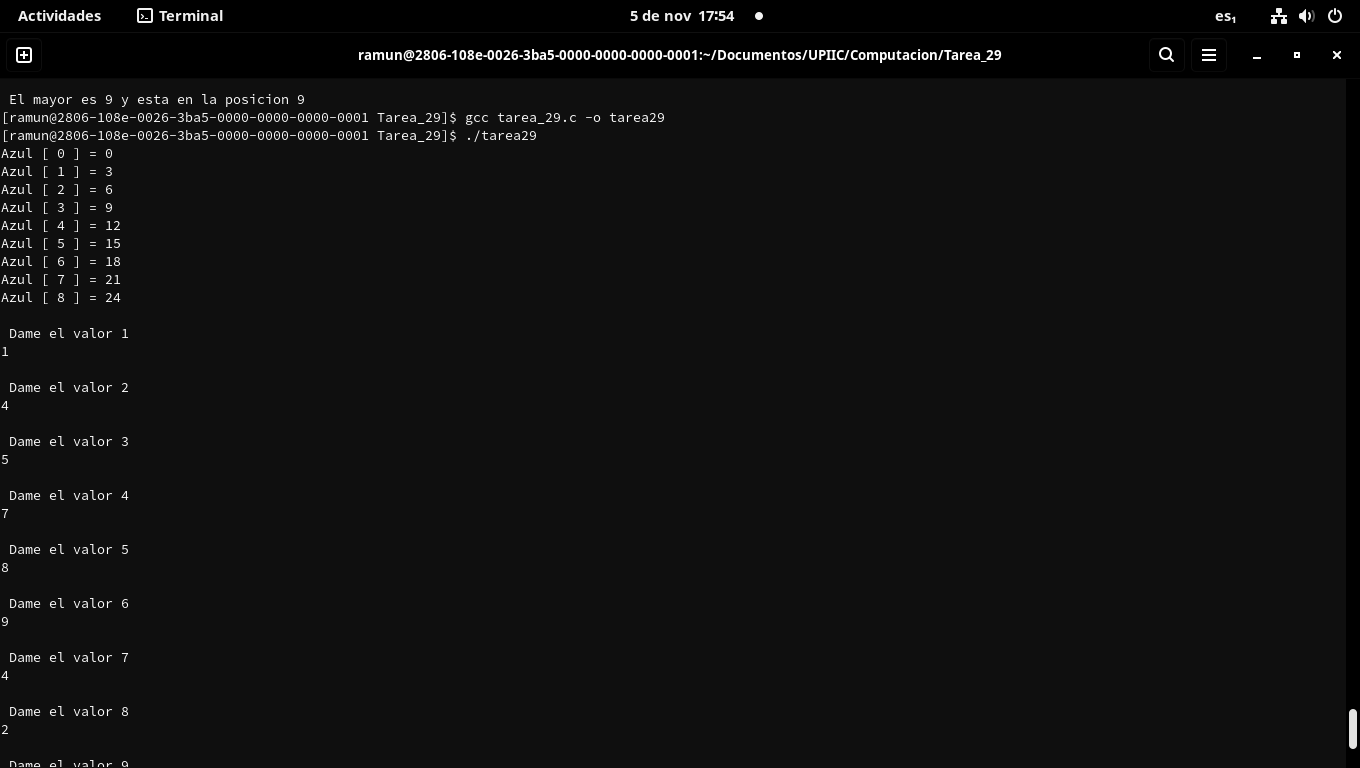 Actividades Terminal 5 de nov 17:54 es₁
ramun@2806-108e-0026-3ba5-0000-0000-0000-0001:~/Documentos/UPIIC/Computacion/Tarea_29
El mayor es 9 y esta en la posicion 9
[ramun@2806-108e-0026-3ba5-0000-0000-0000-0001 Tarea_29]$ gcc tarea_29.c -o tarea29
[ramun@2806-108e-0026-3ba5-0000-0000-0000-0001 Tarea_29]$ ./tarea29
Azul [ 0 ] = 0
Azul [ 1 ] = 3
Azul [ 2 ] = 6
Azul [ 3 ] = 9
Azul [ 4 ] = 12
Azul [ 5 ] = 15
Azul [ 6 ] = 18
Azul [ 7 ] = 21
Azul [ 8 ] = 24
Dame el valor 1
1
Dame el valor 2
4
Dame el valor 3
5
Dame el valor 4
7
Dame el valor 5
8
Dame el valor 6
9
Dame el valor 7
4
Dame el valor 8
2
Dame el valor 9